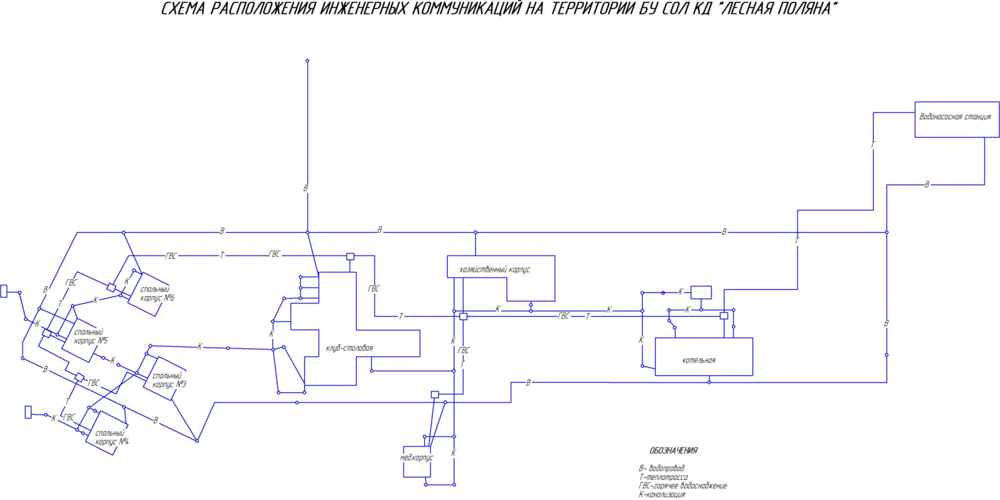 СХЕМА РАСПОЛОЖЕНИЯ ИНЖЕНЕРНЫХ КОММУНИКАЦИЙ НА ТЕРРИТОРИИ БУ СОЛ КД "ЛЕСНАЯ ПОЛЯНА"
Водонасосная станция
Т
В
В
В
В
В
Т
ГВС
Т
ГВС
хозяйственный корпус
ГВС
В
Т
К
спальный
корпус №6
К
ГВС
К
К
К
ГВС
Т
К
Т
К
спальный
корпус №5
К
К
клуб-столовая
К
ГВС
Т
К
В
котельная
К
В
спальный
корпус №3
К
ГВС
Т
В
К
ГВС
В
спальный
корпус №4
мед.корпус
К
ОБОЗНАЧЕНИЯ
В- водопровод
Т-теплотрасса
ГВС-горячее водоснабжение
К-канализация